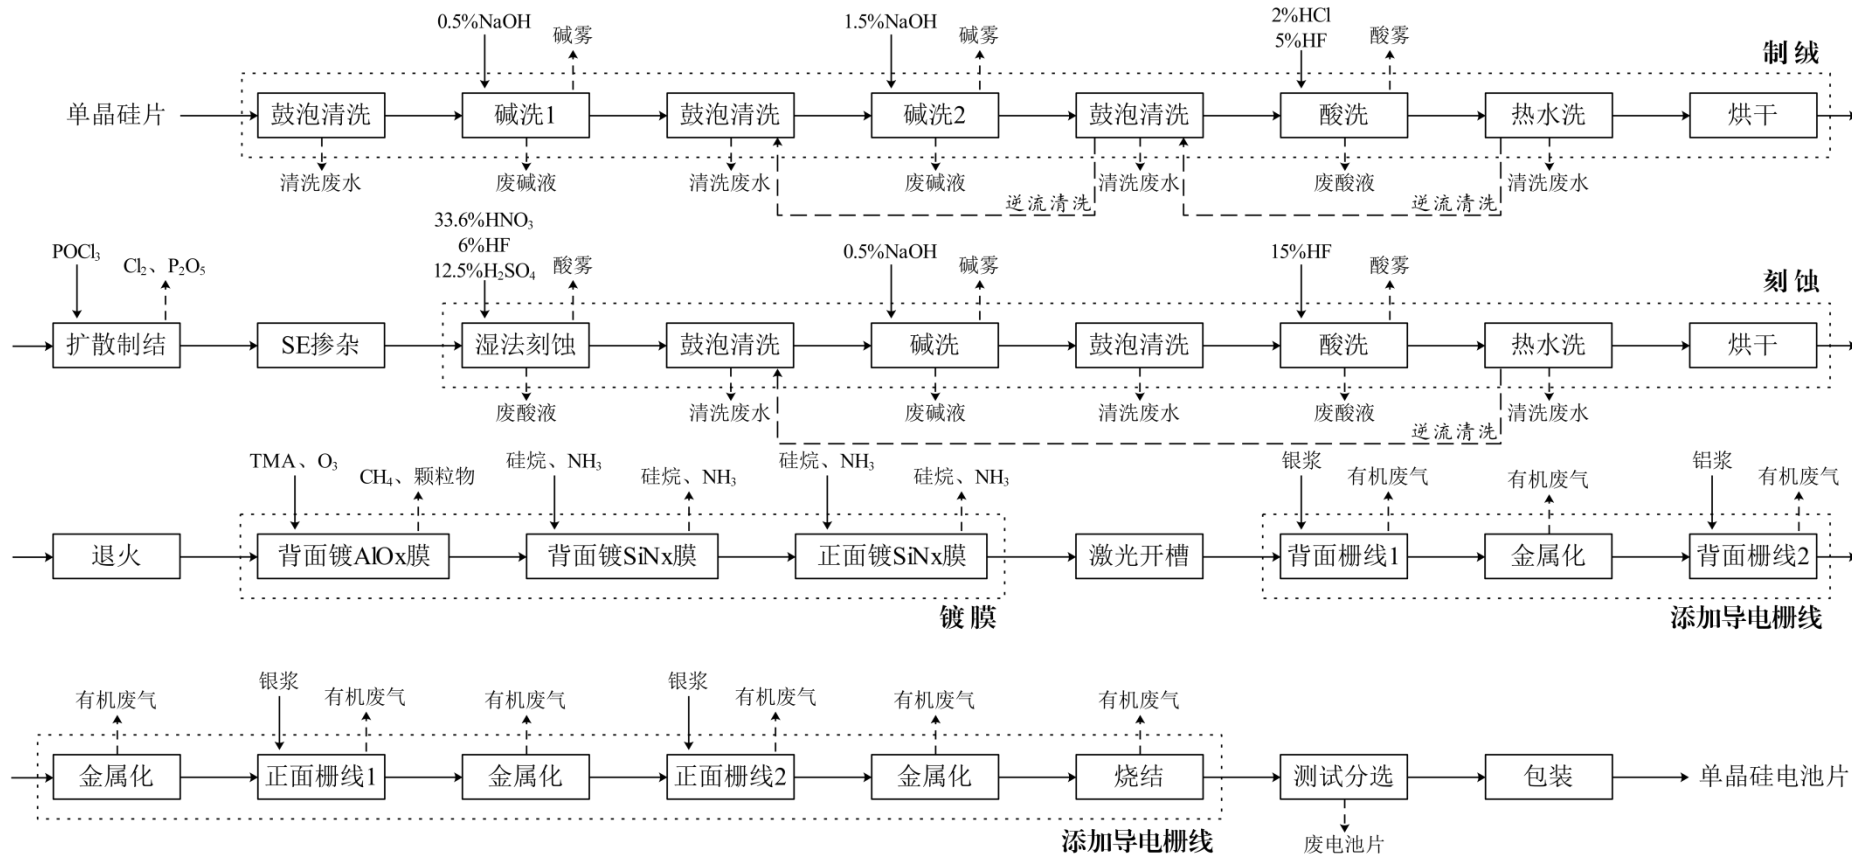 0.5%NaOH
碱雾
1.5%NaOH
碱雾
2%HCl
5%HF
酸雾
制绒
单晶硅片
鼓泡清洗
碱洗1
鼓泡清洗
碱洗2
鼓泡清洗
酸洗
热水洗
烘干
清洗废水
废碱液
清洗废水
废碱液
清洗废水
废酸液
清洗废水
逆流清洗
逆流清洗
POCl₃
Cl₂、P₂O₅
33.6%HNO₃
6%HF
12.5%H₂SO₄
酸雾
0.5%NaOH
碱雾
15%HF
酸雾
刻蚀
扩散制结
SE掺杂
湿法刻蚀
鼓泡清洗
碱洗
鼓泡清洗
酸洗
热水洗
烘干
废酸液
清洗废水
废碱液
清洗废水
废酸液
清洗废水
逆流清洗
TMA、O₃
CH₄、颗粒物
硅烷、NH₃
硅烷、NH₃
硅烷、NH₃
硅烷、NH₃
银浆
有机废气
有机废气
铝浆
有机废气
退火
背面镀AlOx膜
背面镀SiNx膜
正面镀SiNx膜
激光开槽
背面栅线1
金属化
背面栅线2
镀膜
添加导电栅线
有机废气
银浆
有机废气
有机废气
银浆
有机废气
有机废气
有机废气
金属化
正面栅线1
金属化
正面栅线2
金属化
烧结
测试分选
包装
单晶硅电池片
添加导电栅线
废电池片